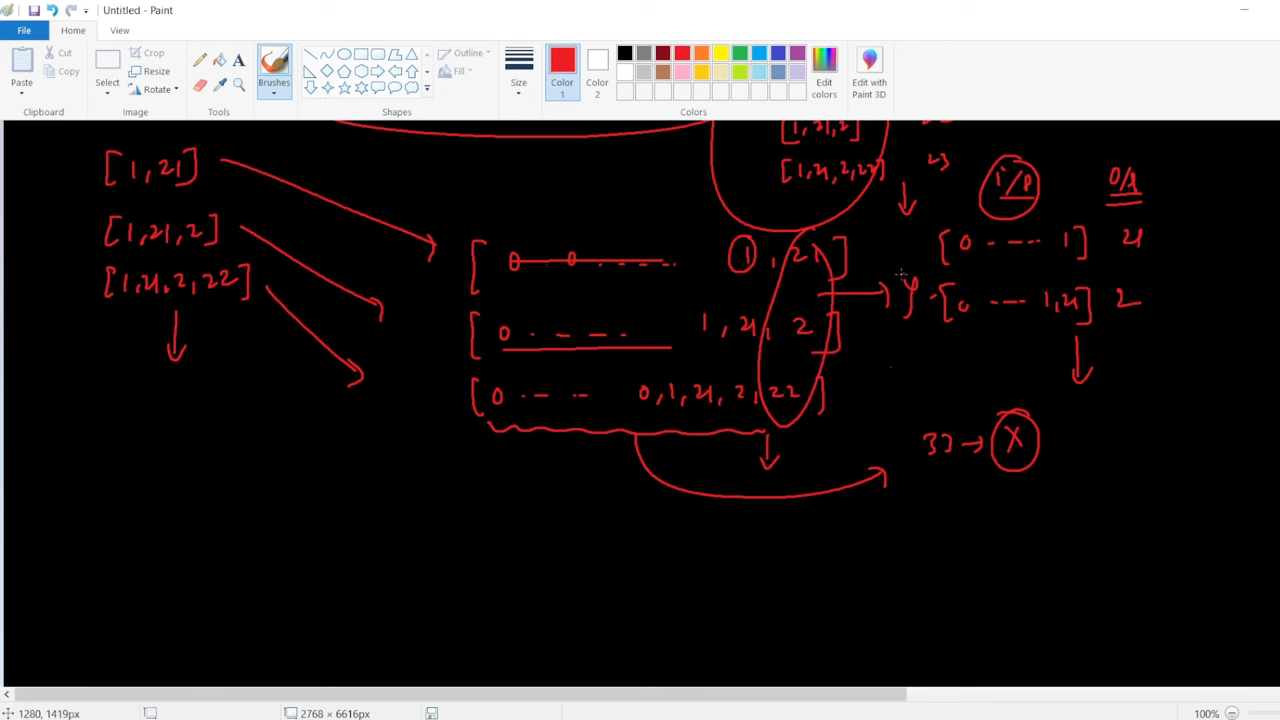 Untitled - Paint
File Home View
Paste Cut Copy
Clipboard
Select Crop Resize Rotate
Image
Brushes
Tools
Outline Fill
Shapes
Size
Color 1
Color 2
Edit colors
Edit with Paint 3D
Colors
[1, 21, 2]
[1, 21, 2, 22]
23
[1, 21]
[1, 21, 2]
[1, 21, 2, 22]
i/p
[0 . - - - . 1, 21]
[0 . - - . 1, 21, 2]
[0 . - - 0, 1, 21, 2, 22]
y
[0 - - - - 1] 21
[0 - - - 1, 21] 2
33 → X
1280, 1419px
2768 × 6616px
100%